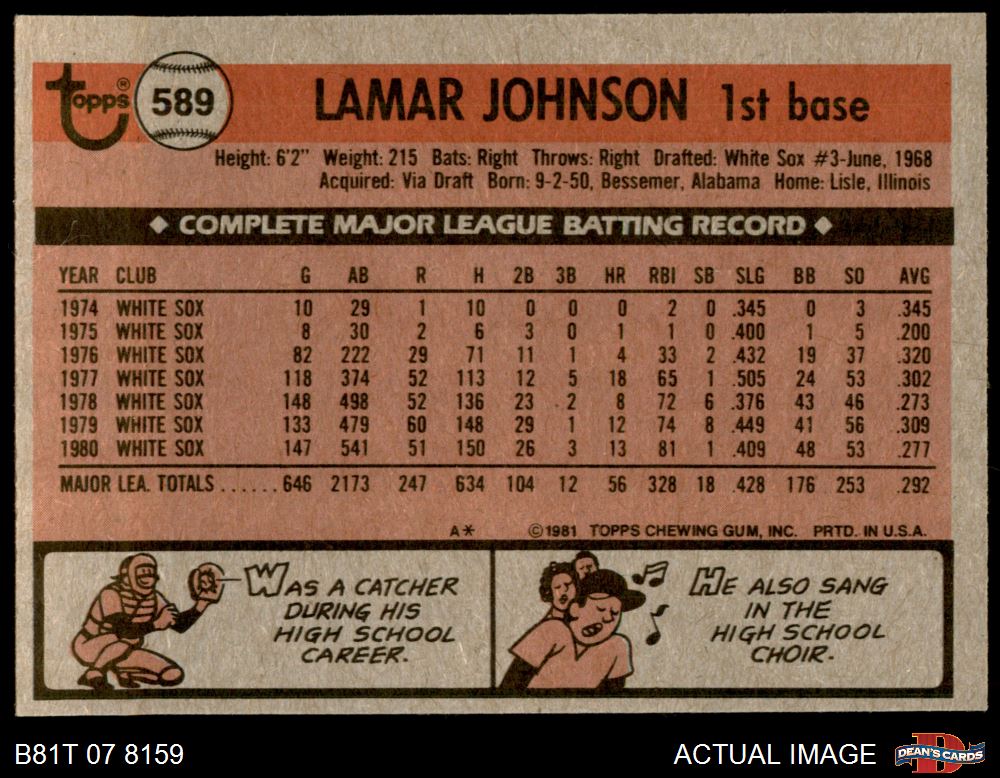 Topps® 589 LAMAR JOHNSON 1st base
Height: 6'2" Weight: 215 Bats: Right Throws: Right Drafted: White Sox #3-June, 1968
Acquired: Via Draft Born: 9-2-50, Bessemer, Alabama Home: Lisle, Illinois
◆ COMPLETE MAJOR LEAGUE BATTING RECORD ◆
YEAR CLUB G AB R H 2B 3B HR RBI SB SLG BB SO AVG
1974 WHITE SOX 10 29 1 10 0 0 0 2 0 .345 0 3 .345
1975 WHITE SOX 8 30 2 6 3 0 1 1 0 .400 1 5 .200
1976 WHITE SOX 82 222 29 71 11 1 4 33 2 .432 19 37 .320
1977 WHITE SOX 118 374 52 113 12 5 18 65 1 .505 24 53 .302
1978 WHITE SOX 148 498 52 136 23 2 8 72 6 .376 43 46 .273
1979 WHITE SOX 133 479 60 148 29 1 12 74 8 .449 41 56 .309
1980 WHITE SOX 147 541 51 150 26 3 13 81 1 .409 48 53 .277
MAJOR LEA. TOTALS ...... 646 2173 247 634 104 12 56 328 18 .428 176 253 .292
A* ©1981 TOPPS CHEWING GUM, INC. PRTD. IN U.S.A.
WAS A CATCHER
DURING HIS
HIGH SCHOOL
CAREER.
HE ALSO SANG
IN THE
HIGH SCHOOL
CHOIR.
B81T 07 8159 ACTUAL IMAGE D DEAN'S CARDS